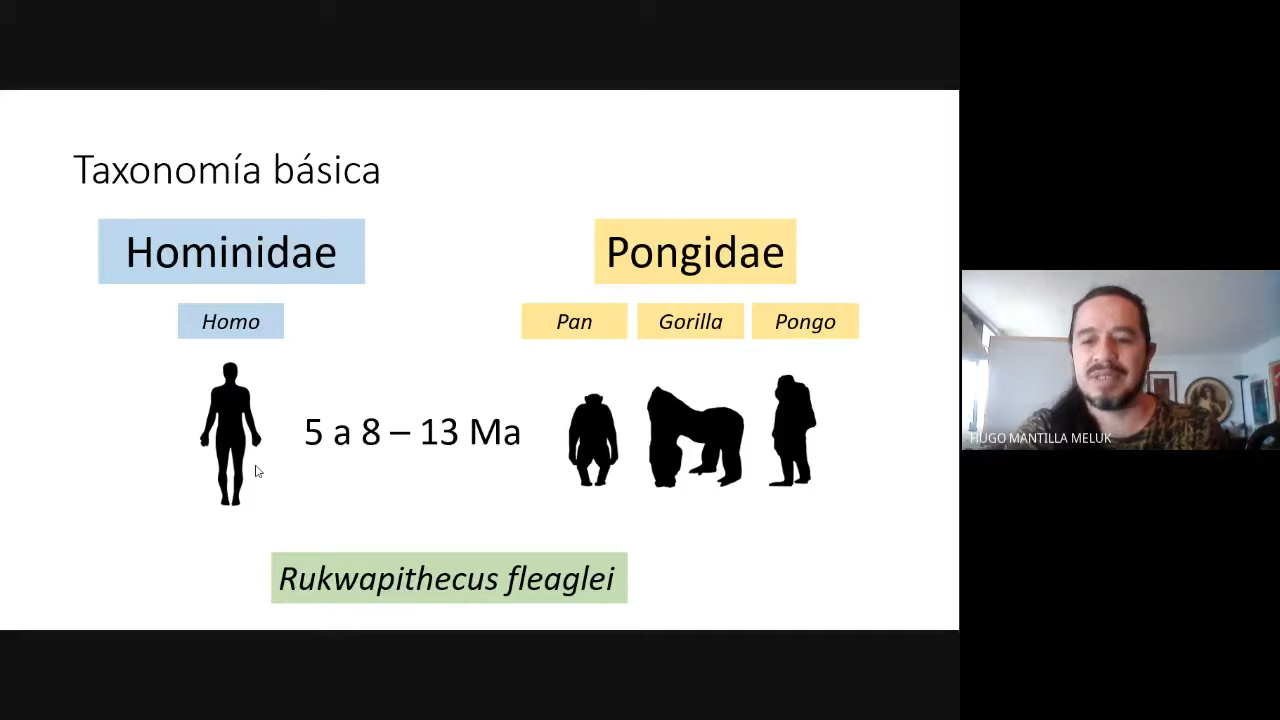 Taxonomía básica
Hominidae
Pongidae
Homo
Pan
Gorilla
Pongo
5 a 8 – 13 Ma
Rukwapithecus fleaglei
HUGO MANTILLA MELUK